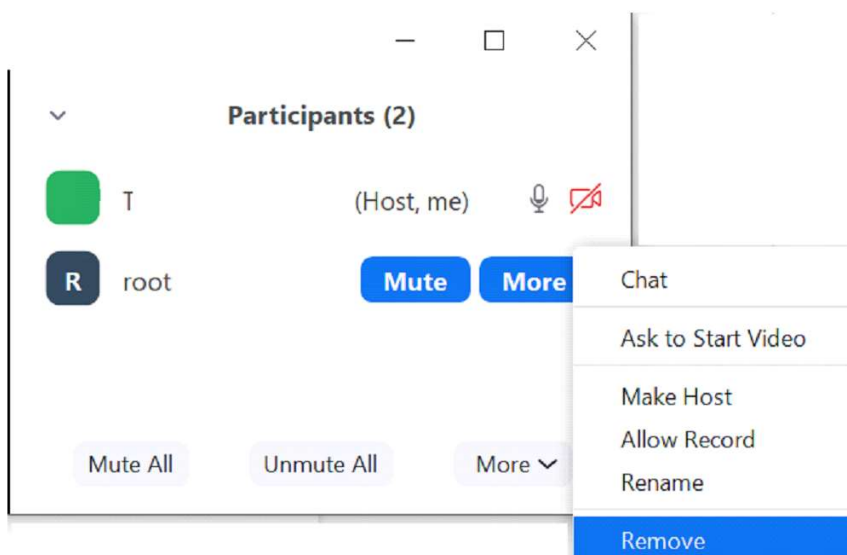 Participants (2)
T (Host, me)
R root Mute More
Chat
Ask to Start Video
Make Host
Allow Record
Rename
Remove
Mute All Unmute All More